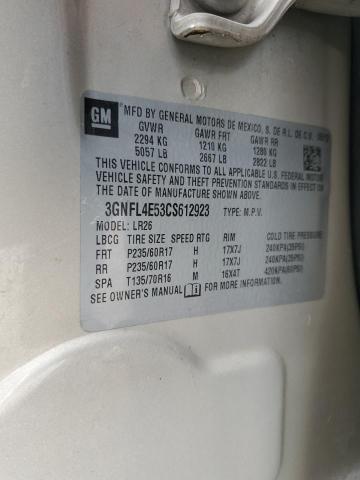 GM
MFD BY GENERAL MOTORS DE MEXICO, S. DE R.L. DE C.V.
GVWR GAWR FRT GAWR RR
2294 KG 1210 KG 1280 KG
5057 LB 2667 LB 2822 LB
THIS VEHICLE CONFORMS TO ALL APPLICABLE U.S. FEDERAL MOTOR
VEHICLE SAFETY AND THEFT PREVENTION STANDARDS IN EFFECT ON
THE DATE OF MANUFACTURE SHOWN ABOVE.
3GNFL4E53CS612923 TYPE: M.P.V.
MODEL: LR26
LBCG TIRE SIZE SPEED RTG RIM COLD TIRE PRESSURE
FRT P235/60R17 H 17X7J 240KPA(35PSI)
RR P235/60R17 H 17X7J 240KPA(35PSI)
SPA T135/70R16 M 16X4T 420KPA(60PSI)
SEE OWNER'S MANUAL FOR MORE INFORMATION.